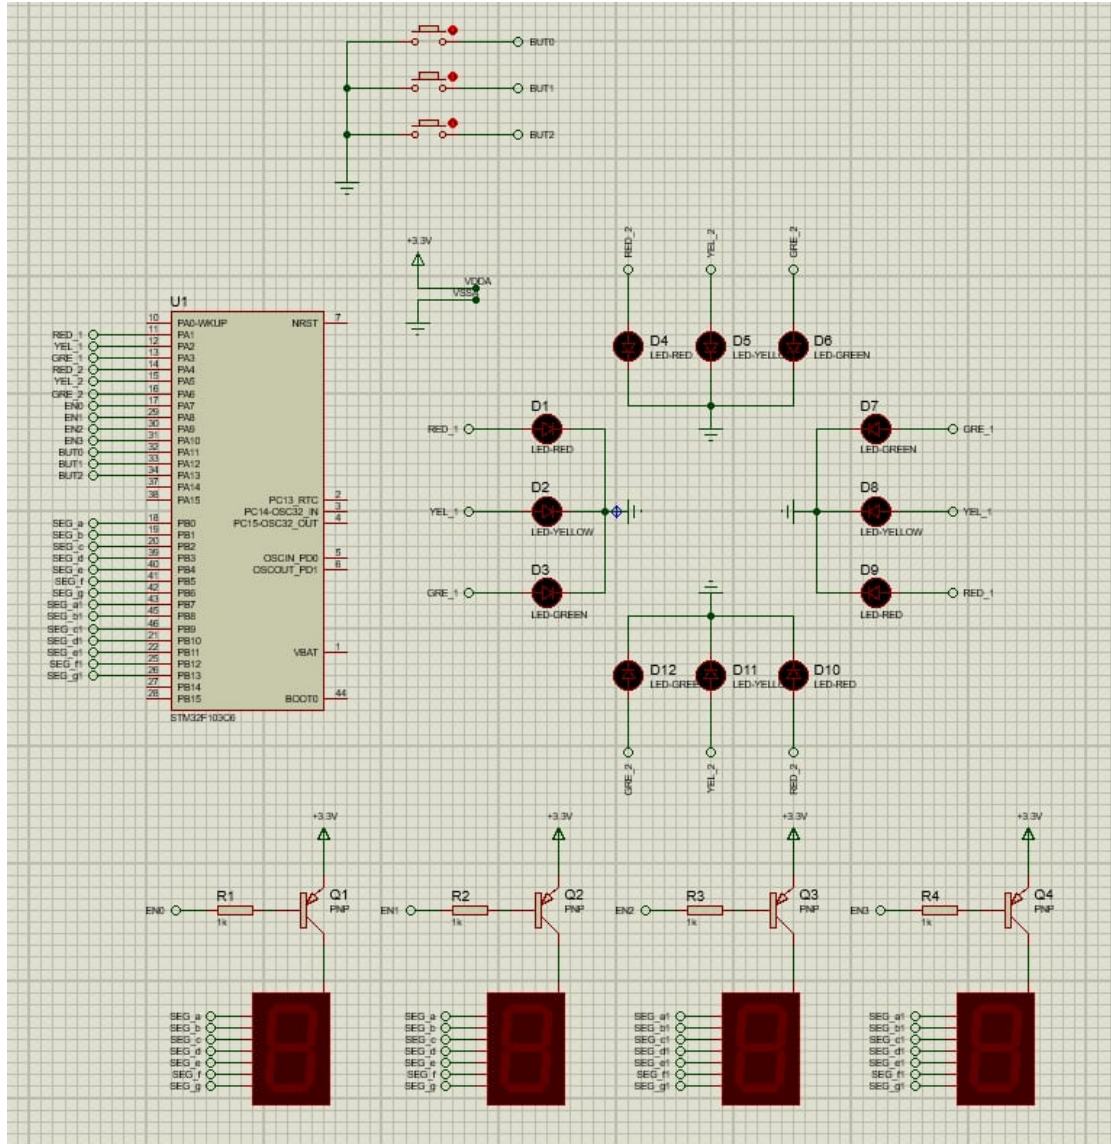 BUT0
BUT1
BUT2
RED_2 YEL_2 GRE_2
+3.3V
VDDA
VSSA
U1
10 PA0-WKUP NRST 7
RED_1 11 PA1
YEL_1 12 PA2
GRE_1 13 PA3
RED_2 14 PA4
YEL_2 15 PA5
GRE_2 16 PA6
EN0 17 PA7
EN1 29 PA8
EN2 30 PA9
EN3 31 PA10
BUT0 32 PA11
BUT1 33 PA12
BUT2 34 PA13
37 PA14
38 PA15
PC13_RTC 2
PC14-OSC32_IN 3
PC15-OSC32_OUT 4
SEG_a 18 PB0
SEG_b 19 PB1
SEG_c 20 PB2
SEG_d 39 PB3 OSCIN_PD0 5
SEG_e 40 PB4 OSCOUT_PD1 6
SEG_f 41 PB5
SEG_g 42 PB6
SEG_a1 43 PB7
SEG_b1 45 PB8
SEG_c1 46 PB9
SEG_d1 21 PB10
SEG_e1 22 PB11 VBAT 1
SEG_f1 25 PB12
SEG_g1 26 PB13
27 PB14
28 PB15 BOOT0 44
STM32F103C6
D4 D5 D6
LED-RED LED-YELL LED-GREEN
D1 D7
RED_1 GRE_1
LED-RED LED-GREEN
D2 D8
YEL_1 YEL_1
LED-YELLOW LED-YELLOW
D3 D9
GRE_1 RED_1
LED-GREEN LED-RED
D12 D11 D10
LED-GREE LED-YELL LED-RED
GRE_2 YEL_2 RED_2
+3.3V +3.3V +3.3V +3.3V
R1 Q1 R2 Q2 R3 Q3 R4 Q4
EN0 PNP EN1 PNP EN2 PNP EN3 PNP
1k 1k 1k 1k
SEG_a SEG_a SEG_a1 SEG_a1
SEG_b SEG_b SEG_b1 SEG_b1
SEG_c SEG_c SEG_c1 SEG_c1
SEG_d SEG_d SEG_d1 SEG_d1
SEG_e SEG_e SEG_e1 SEG_e1
SEG_f SEG_f SEG_f1 SEG_f1
SEG_g SEG_g SEG_g1 SEG_g1